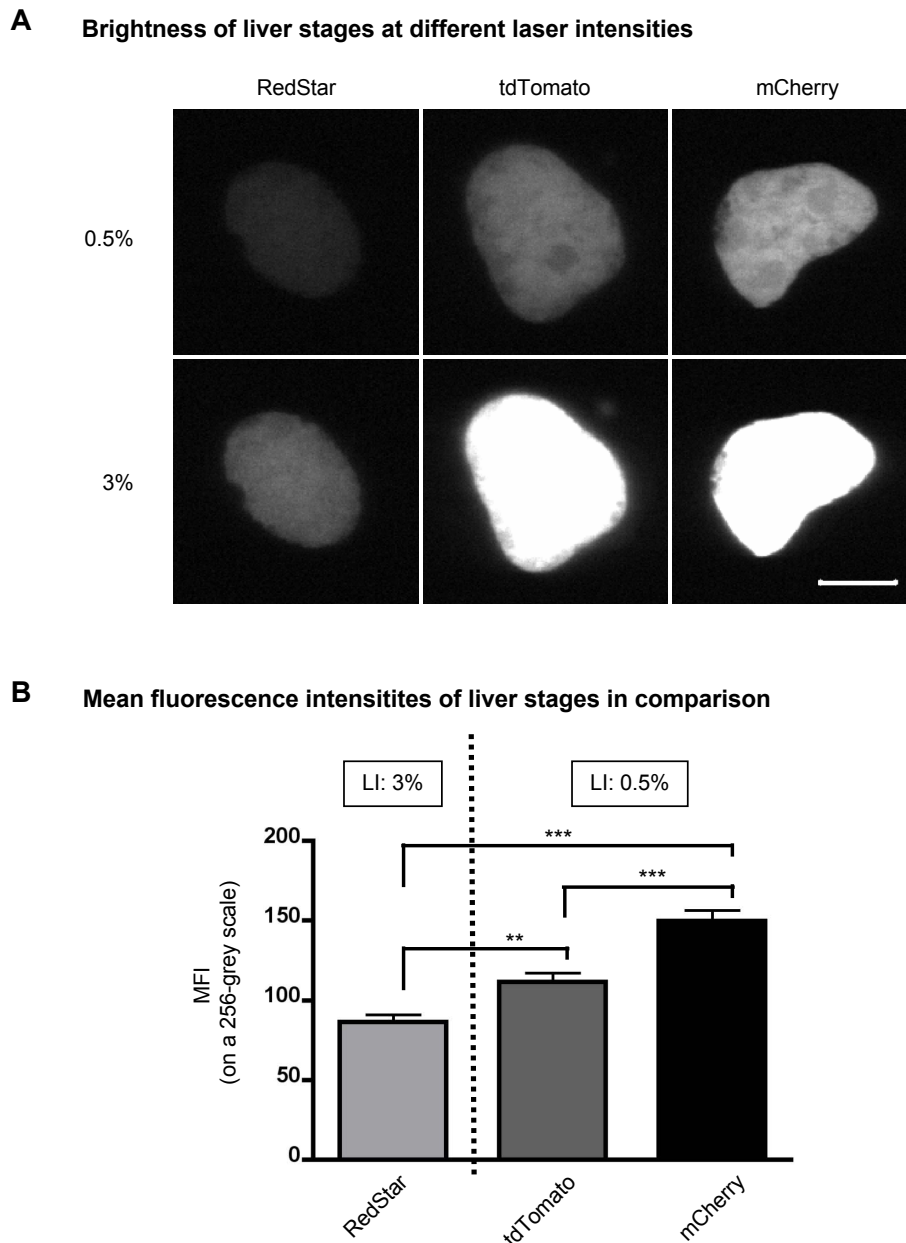 A Brightness of liver stages at different laser intensities
RedStar tdTomato mCherry
0.5%
3%
B Mean fluorescence intensitites of liver stages in comparison
LI: 3% LI: 0.5%
200
150
100
50
0
MFI
(on a 256-grey scale)
***
***
**
RedStar tdTomato mCherry